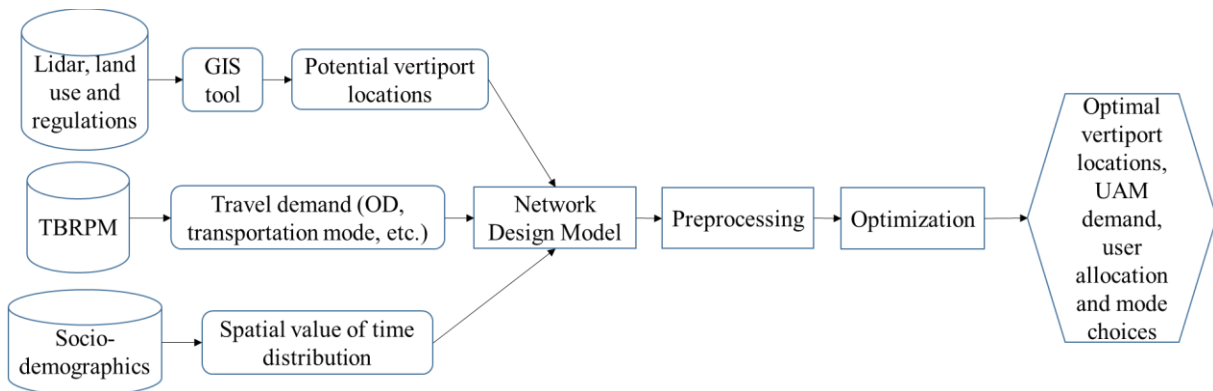 Lidar, land
use and
regulations
GIS
tool
Potential vertiport
locations
TBRPM
Travel demand (OD,
transportation mode, etc.)
Network
Design Model
Preprocessing
Optimization
Optimal
vertiport
locations,
UAM
demand,
user
allocation
and mode
choices
Socio-
demographics
Spatial value of time
distribution